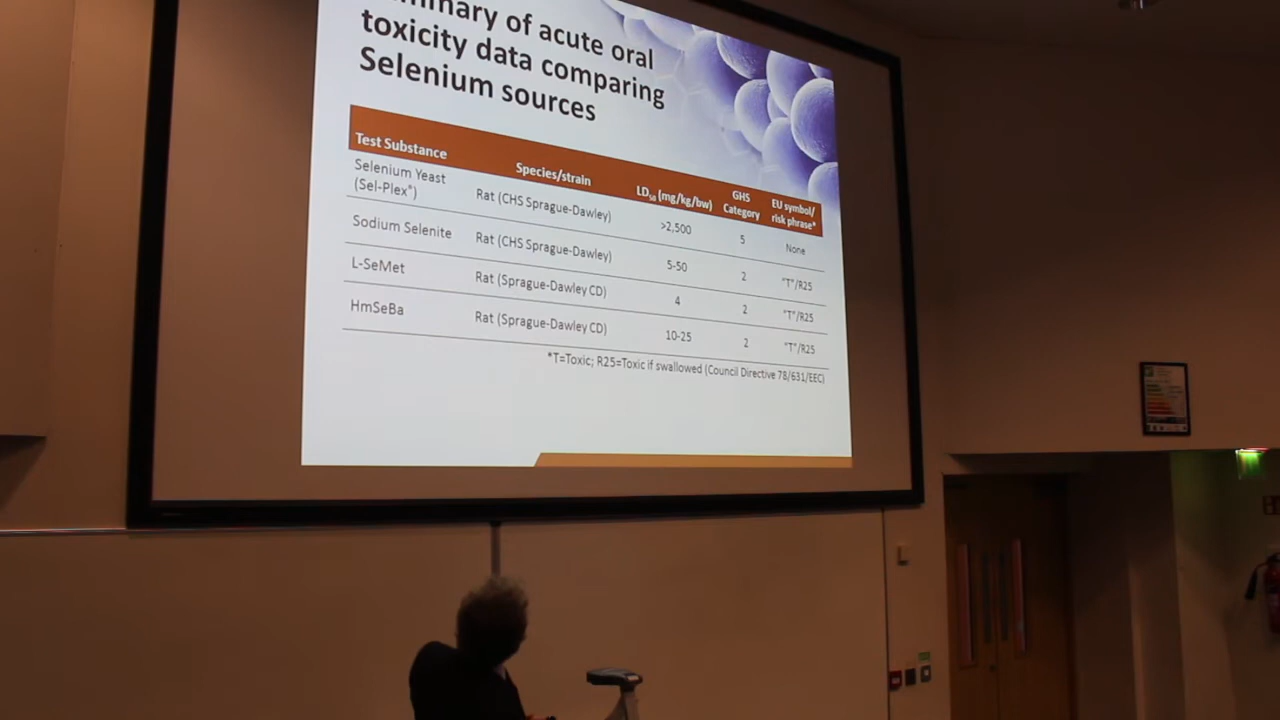 mmary of acute oral
toxicity data comparing
Selenium sources
Test Substance Species/strain LD50 (mg/kg/bw) GHS Category EU symbol/ risk phrase*
Selenium Yeast (Sel-Plex®) Rat (CHS Sprague-Dawley) >2,500 5 None
Sodium Selenite Rat (CHS Sprague-Dawley) 5-50 2 "T"/R25
L-SeMet Rat (Sprague-Dawley CD) 4 2 "T"/R25
HmSeBa Rat (Sprague-Dawley CD) 10-25 2 "T"/R25
*T=Toxic; R25=Toxic if swallowed (Council Directive 78/631/EEC)